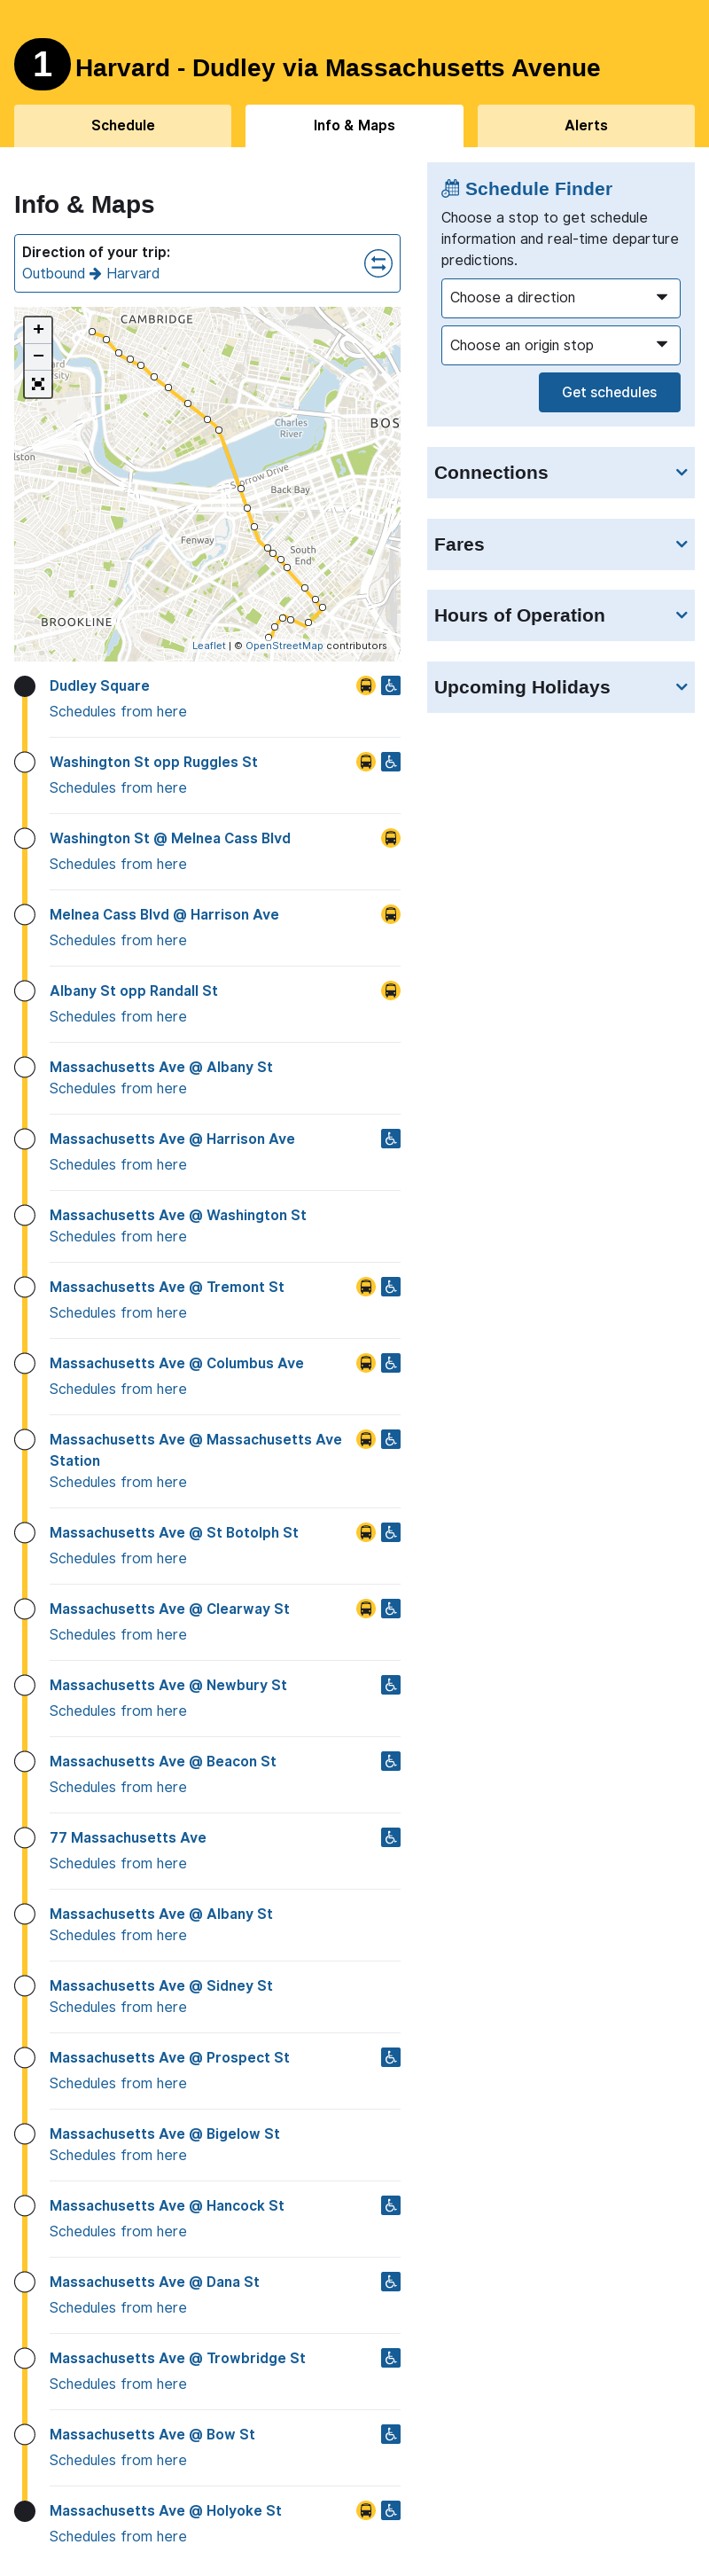 1 Harvard - Dudley via Massachusetts Avenue
Schedule
Info & Maps
Alerts
Info & Maps
Direction of your trip:
Outbound → Harvard
+
−
CAMBRIDGE
Charles
River
BOS
lston
Storrow Drive
Back Bay
Fenway
South
End
BROOKLINE
Leaflet | © OpenStreetMap contributors
Dudley Square
Schedules from here
Washington St opp Ruggles St
Schedules from here
Washington St @ Melnea Cass Blvd
Schedules from here
Melnea Cass Blvd @ Harrison Ave
Schedules from here
Albany St opp Randall St
Schedules from here
Massachusetts Ave @ Albany St
Schedules from here
Massachusetts Ave @ Harrison Ave
Schedules from here
Massachusetts Ave @ Washington St
Schedules from here
Massachusetts Ave @ Tremont St
Schedules from here
Massachusetts Ave @ Columbus Ave
Schedules from here
Massachusetts Ave @ Massachusetts Ave
Station
Schedules from here
Massachusetts Ave @ St Botolph St
Schedules from here
Massachusetts Ave @ Clearway St
Schedules from here
Massachusetts Ave @ Newbury St
Schedules from here
Massachusetts Ave @ Beacon St
Schedules from here
77 Massachusetts Ave
Schedules from here
Massachusetts Ave @ Albany St
Schedules from here
Massachusetts Ave @ Sidney St
Schedules from here
Massachusetts Ave @ Prospect St
Schedules from here
Massachusetts Ave @ Bigelow St
Schedules from here
Massachusetts Ave @ Hancock St
Schedules from here
Massachusetts Ave @ Dana St
Schedules from here
Massachusetts Ave @ Trowbridge St
Schedules from here
Massachusetts Ave @ Bow St
Schedules from here
Massachusetts Ave @ Holyoke St
Schedules from here
Schedule Finder
Choose a stop to get schedule
information and real-time departure
predictions.
Choose a direction
Choose an origin stop
Get schedules
Connections
Fares
Hours of Operation
Upcoming Holidays